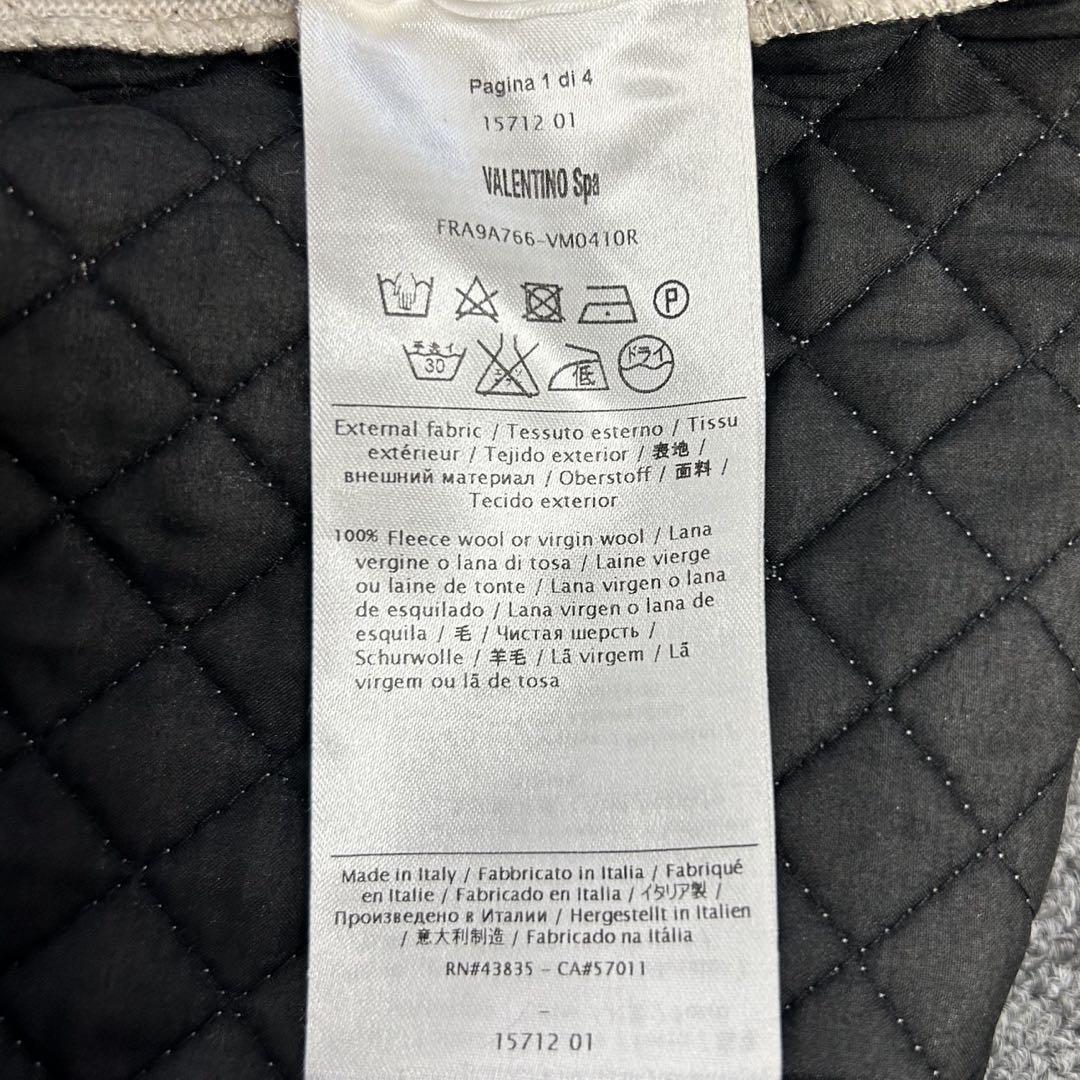 Pagina 1 di 4
15712 01
VALENTINO Spa
FRA9A766-VM0410R
P
手洗イ
30
ドライ
低
External fabric / Tessuto esterno / Tissu
extérieur / Tejido exterior / 表地 /
внешний материал / Oberstoff / 面料 /
Tecido exterior
100% Fleece wool or virgin wool / Lana
vergine o lana di tosa / Laine vierge
ou laine de tonte / Lana virgen o lana
de esquilado / Lana virgen o lana de
esquila / 毛 / Чистая шерсть /
Schurwolle / 羊毛 / Lã virgem / Lã
virgem ou lã de tosa
Made in Italy / Fabbricato in Italia / Fabriqué
en Italie / Fabricado en Italia / イタリア製 /
Произведено в Италии / Hergestellt in Italien
/ 意大利制造 / Fabricado na Itália
RN#43835 - CA#57011
-
15712 01